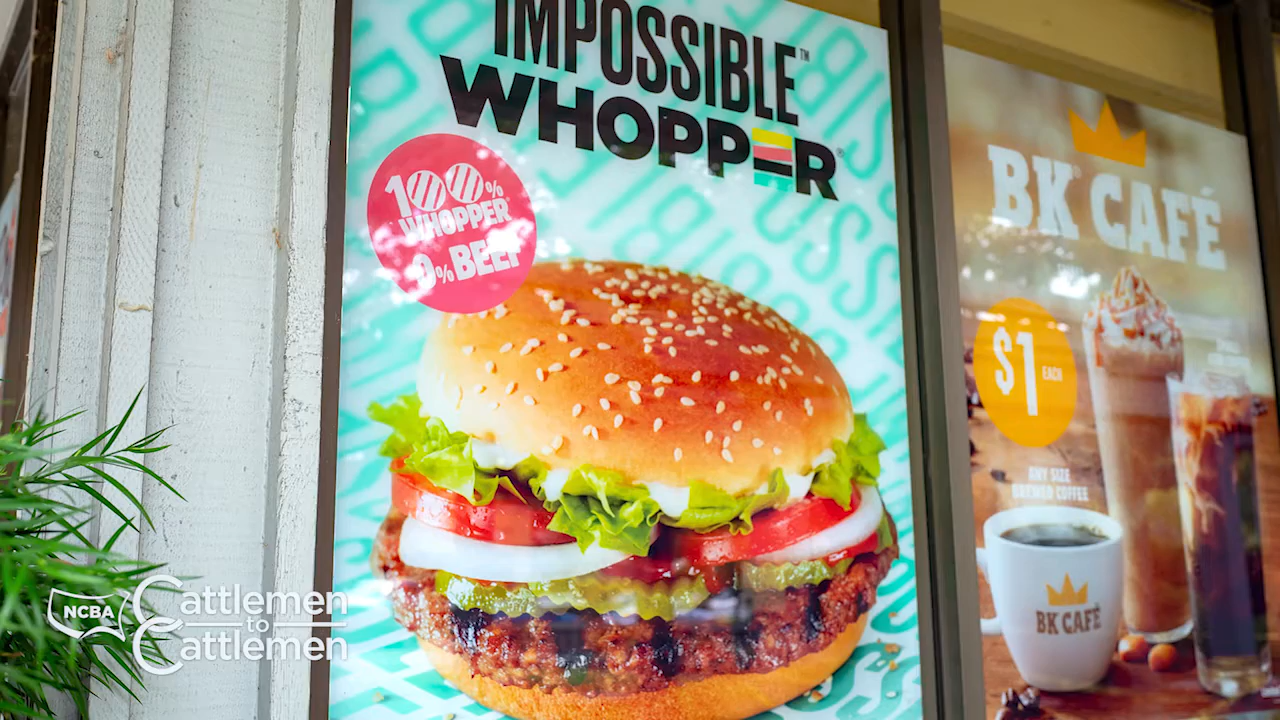 IMPOSSIBLE™
WHOPPER®
100%
WHOPPER®
0% BEEF
BK® CAFÉ
$1 EACH
ANY SIZE
BREWED COFFEE
BK CAFÉ
NCBA
Cattlemen
to
Cattlemen